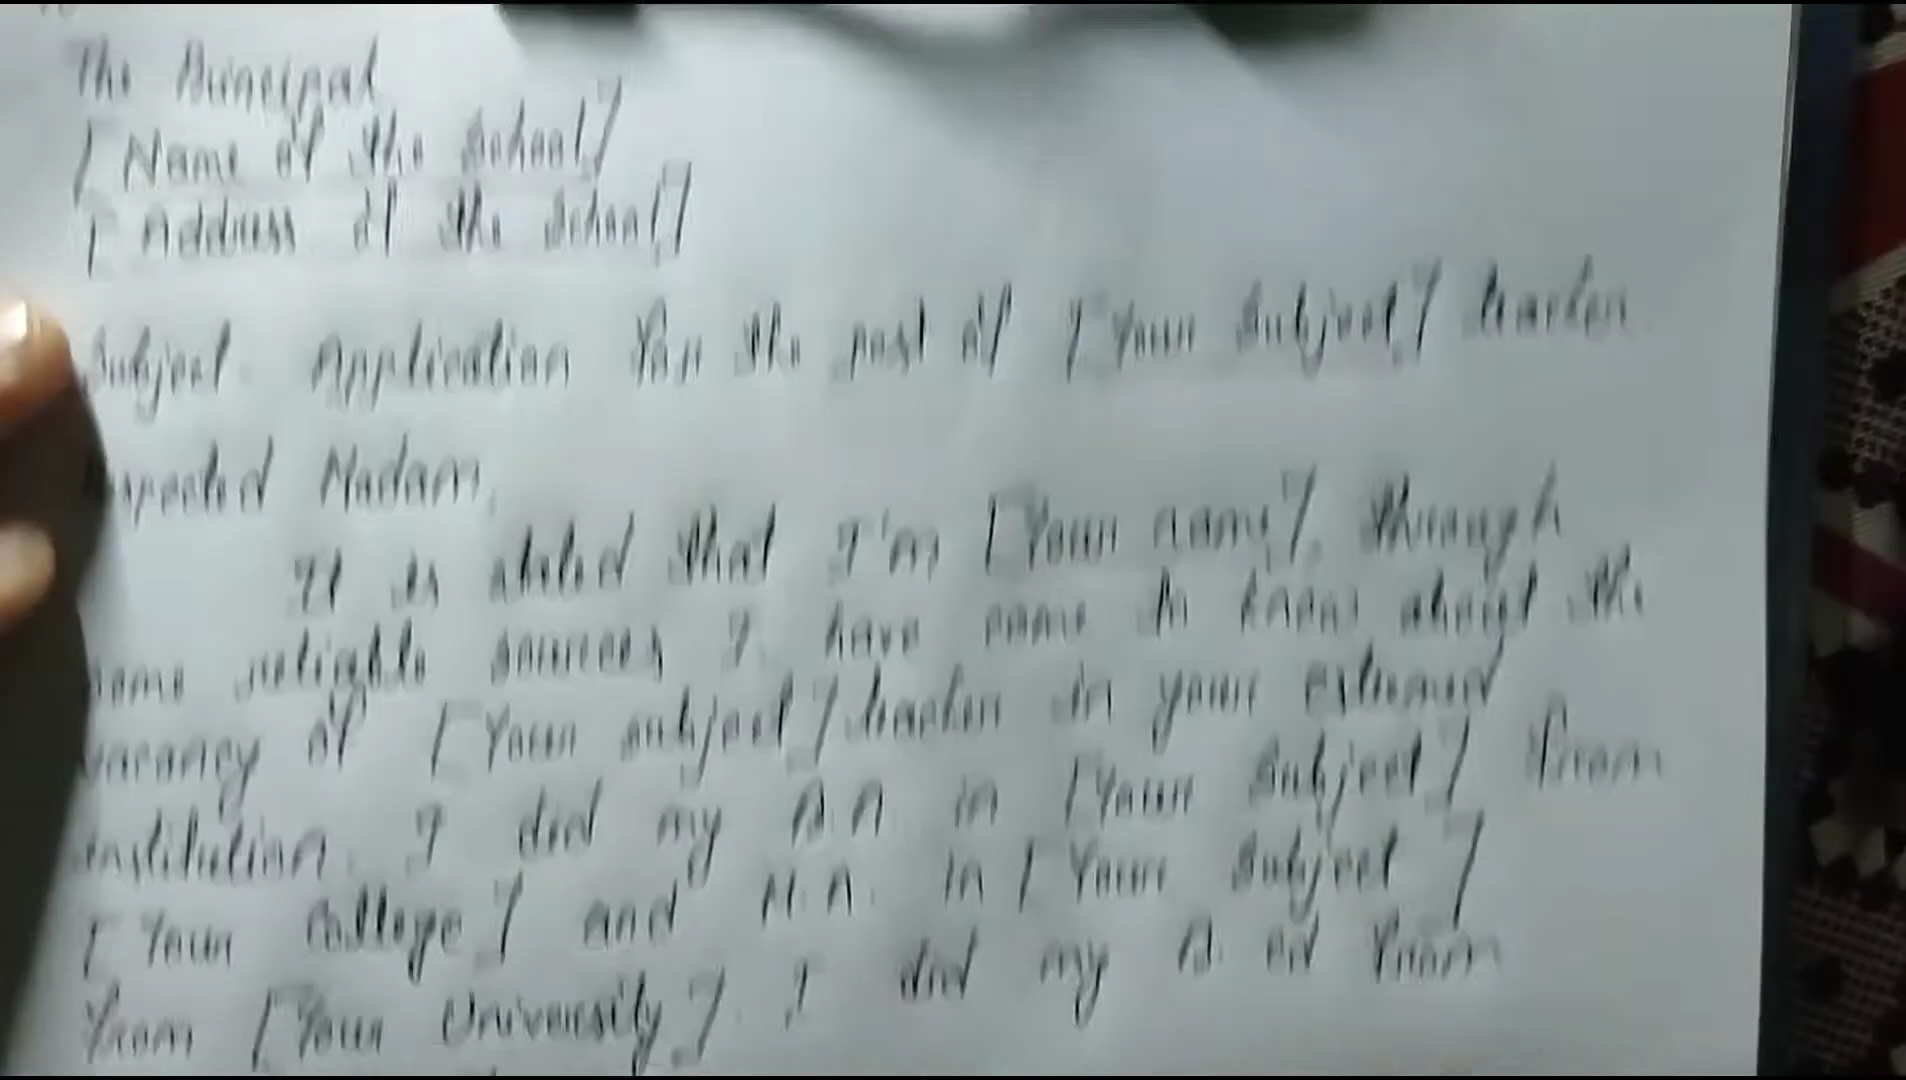 The Principal
[Name of the School]
[Address of the School]
Subject- Application for the post of [Your Subject] teacher
Respected Madam,
It is stated that I'm [Your name], through
some reliable sources I have come to know about the
vacancy of [Your subject] teacher in your esteemed
institution. I did my B.A. in [Your Subject] from
[Your College] and M.A. in [Your Subject]
from [Your University]. I did my B. ed from